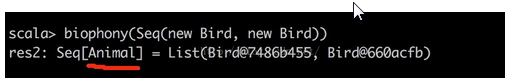 scala> biophony(Seq(new Bird, new Bird))
res2: Seq[Animal] = List(Bird@7486b455, Bird@660acfb)